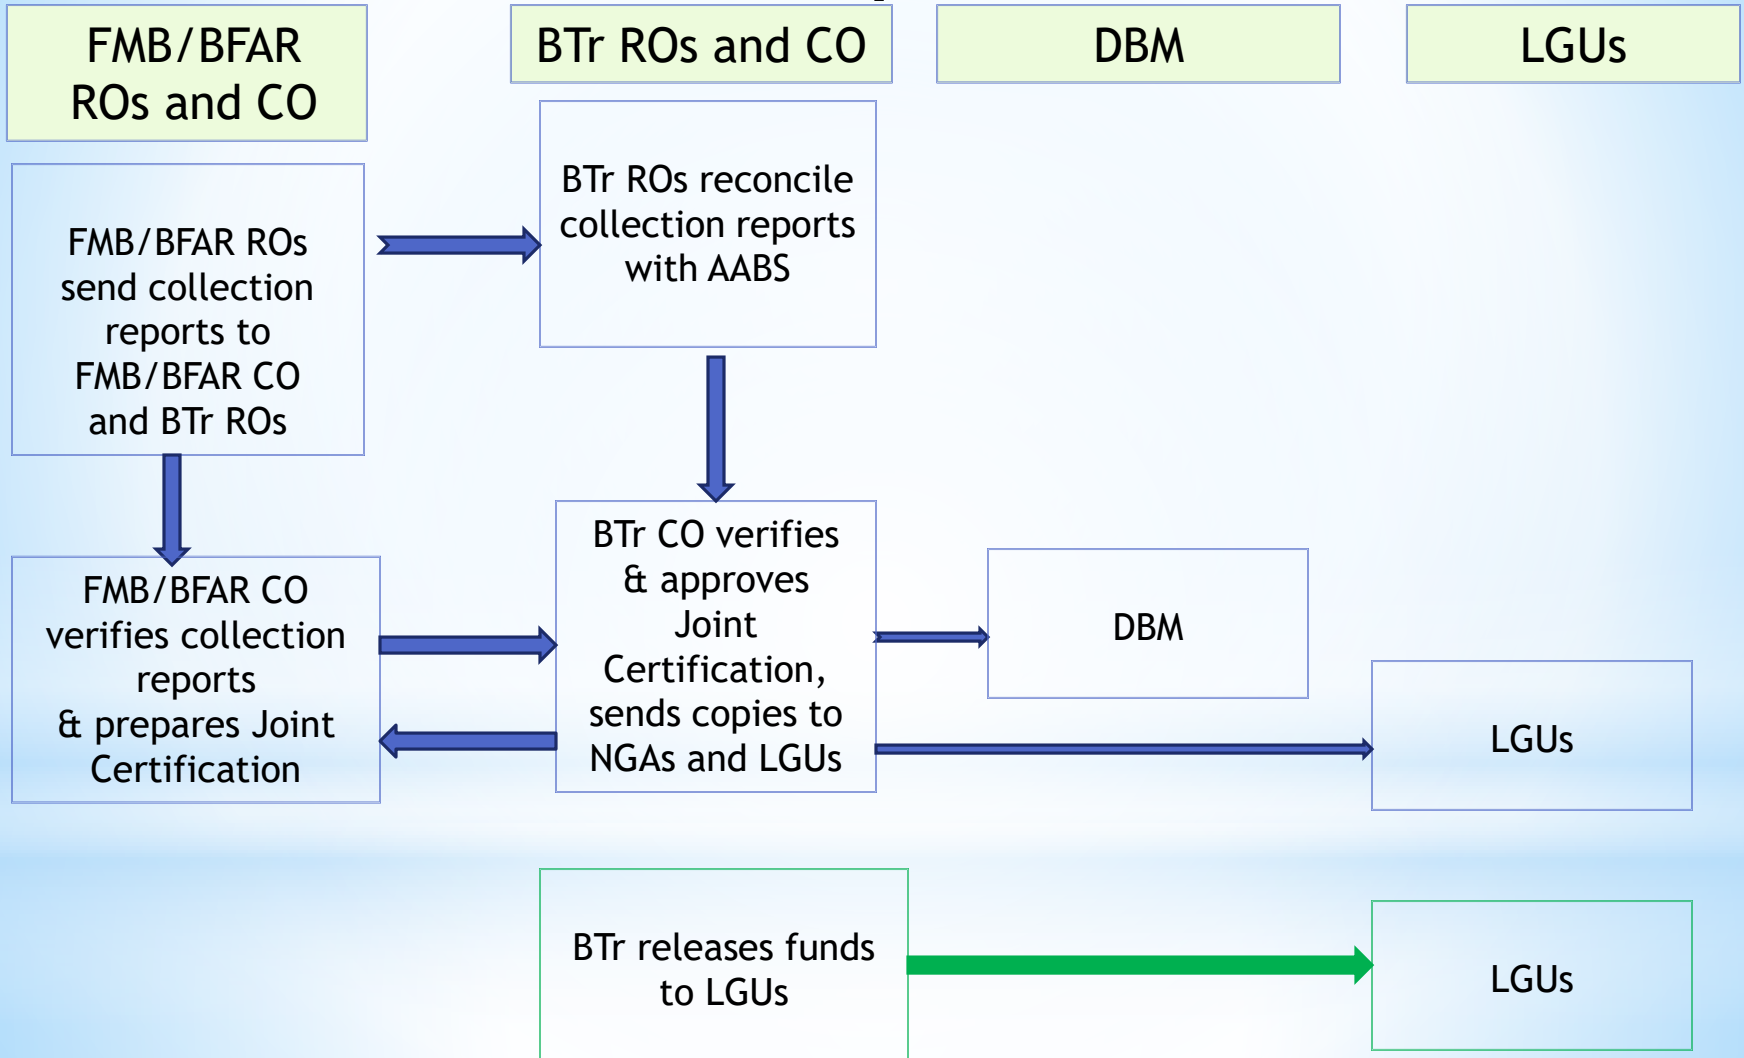 FMB/BFAR
ROs and CO
BTr ROs and CO
DBM
LGUs
FMB/BFAR ROs
send collection
reports to
FMB/BFAR CO
and BTr ROs
BTr ROs reconcile
collection reports
with AABS
FMB/BFAR CO
verifies collection
reports
& prepares Joint
Certification
BTr CO verifies
& approves
Joint
Certification,
sends copies to
NGAs and LGUs
DBM
LGUs
BTr releases funds
to LGUs
LGUs